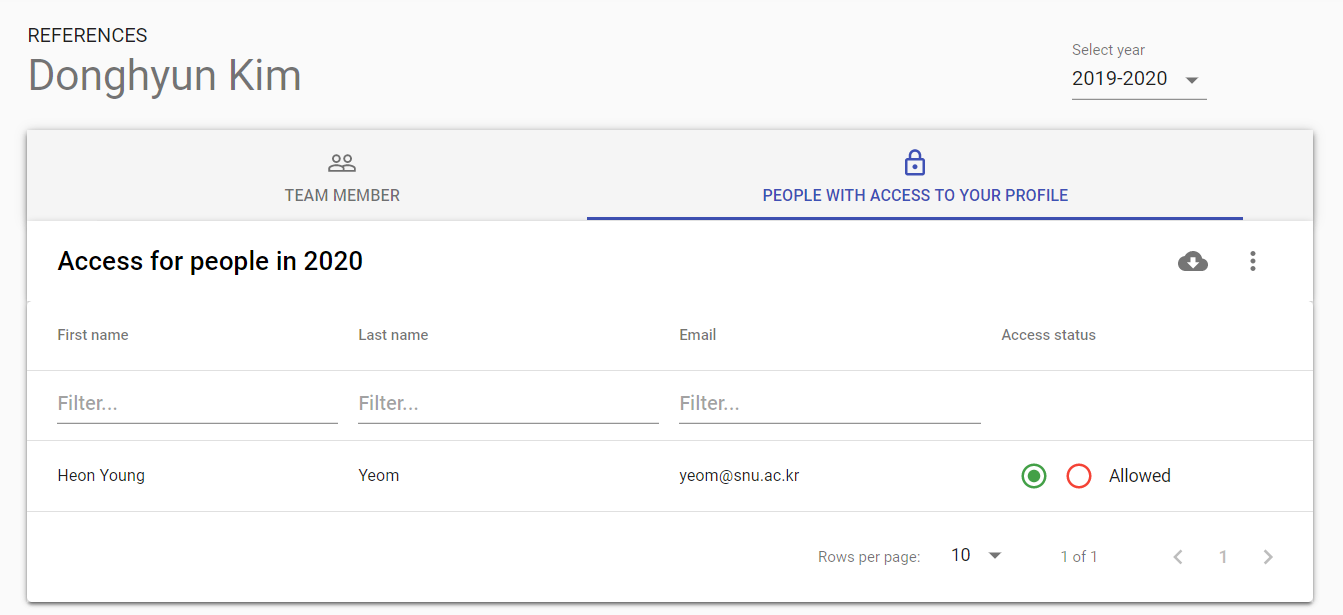 REFERENCES
Donghyun Kim
Select year
2019-2020
TEAM MEMBER
PEOPLE WITH ACCESS TO YOUR PROFILE
Access for people in 2020
First name Last name Email Access status
Filter... Filter... Filter...
Heon Young Yeom yeom@snu.ac.kr Allowed
Rows per page: 10 1 of 1 1